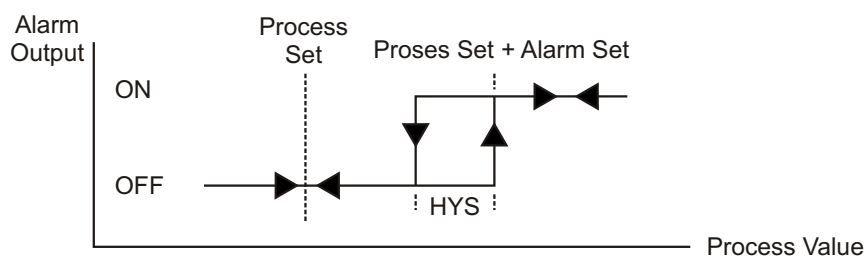 Alarm
Output
Process
Set
Proses Set + Alarm Set
ON
OFF
HYS
Process Value